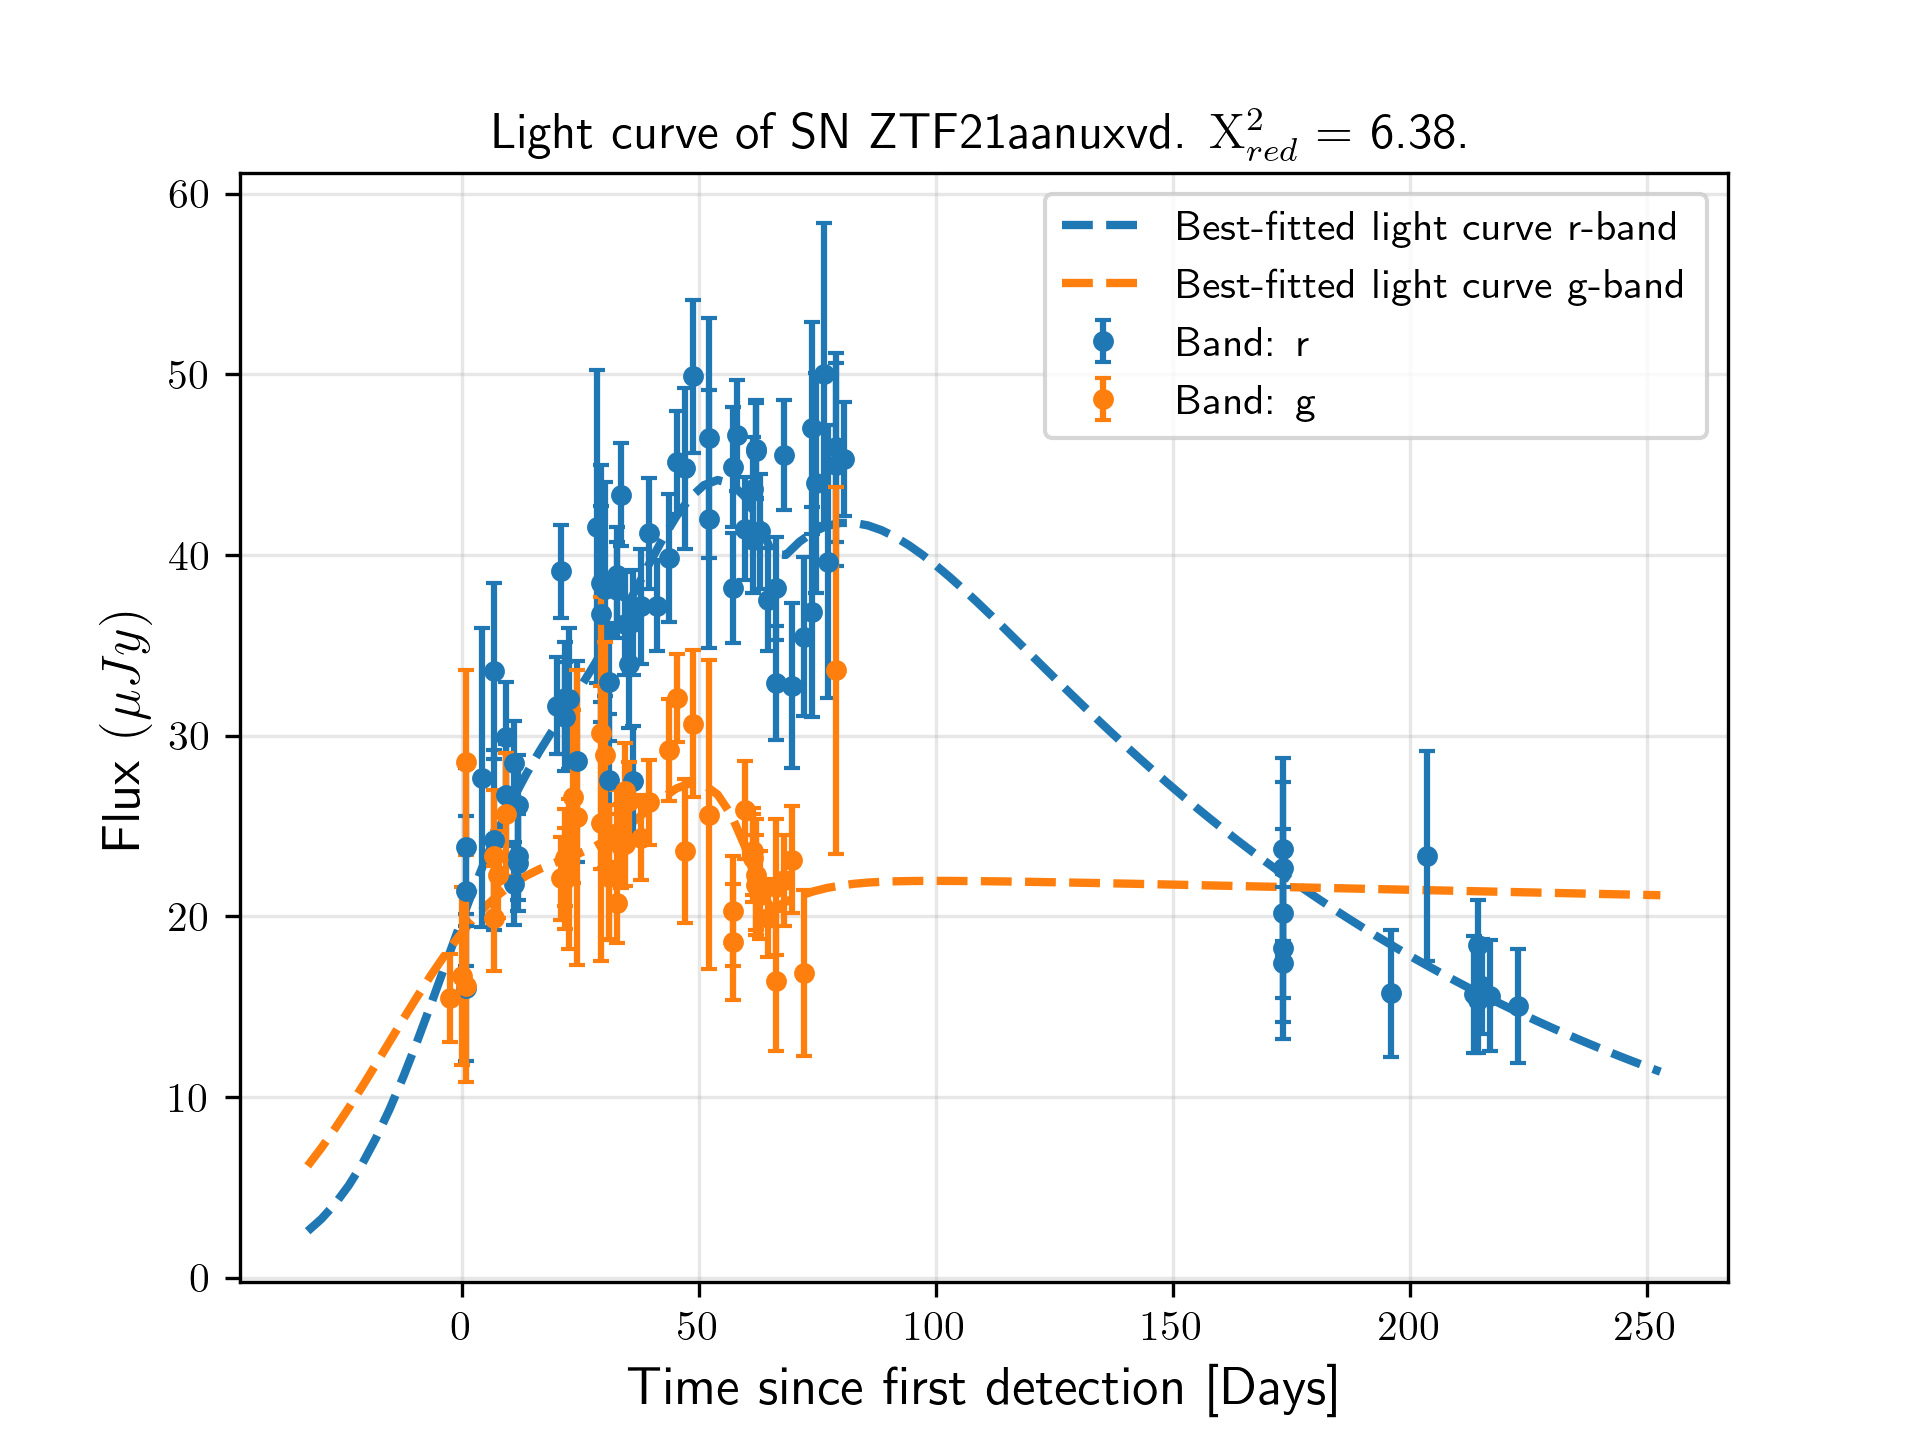 Light curve of SN ZTF21aanuxvd. X²_red = 6.38.
60
50
40
30
20
10
0
Flux (μJy)
Best-fitted light curve r-band
Best-fitted light curve g-band
Band: r
Band: g
0 50 100 150 200 250
Time since first detection [Days]